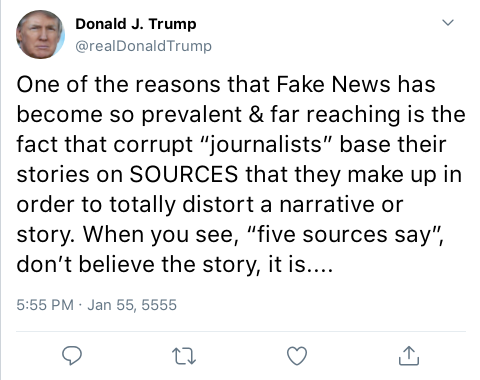 Donald J. Trump
@realDonaldTrump
One of the reasons that Fake News has
become so prevalent & far reaching is the
fact that corrupt “journalists” base their
stories on SOURCES that they make up in
order to totally distort a narrative or
story. When you see, “five sources say”,
don’t believe the story, it is....
5:55 PM · Jan 55, 5555